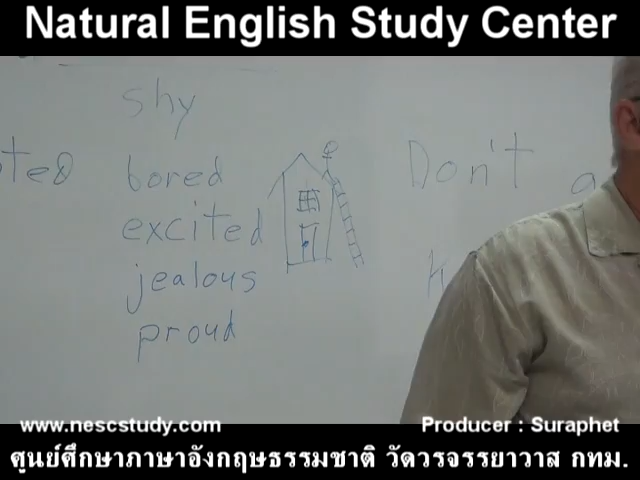 Natural English Study Center
shy
bored
excited
jealous
proud
Don't
www.nescstudy.com
Producer : Suraphet
ศูนย์ศึกษาภาษาอังกฤษธรรมชาติ วัดวรจรรยาวาส กทม.